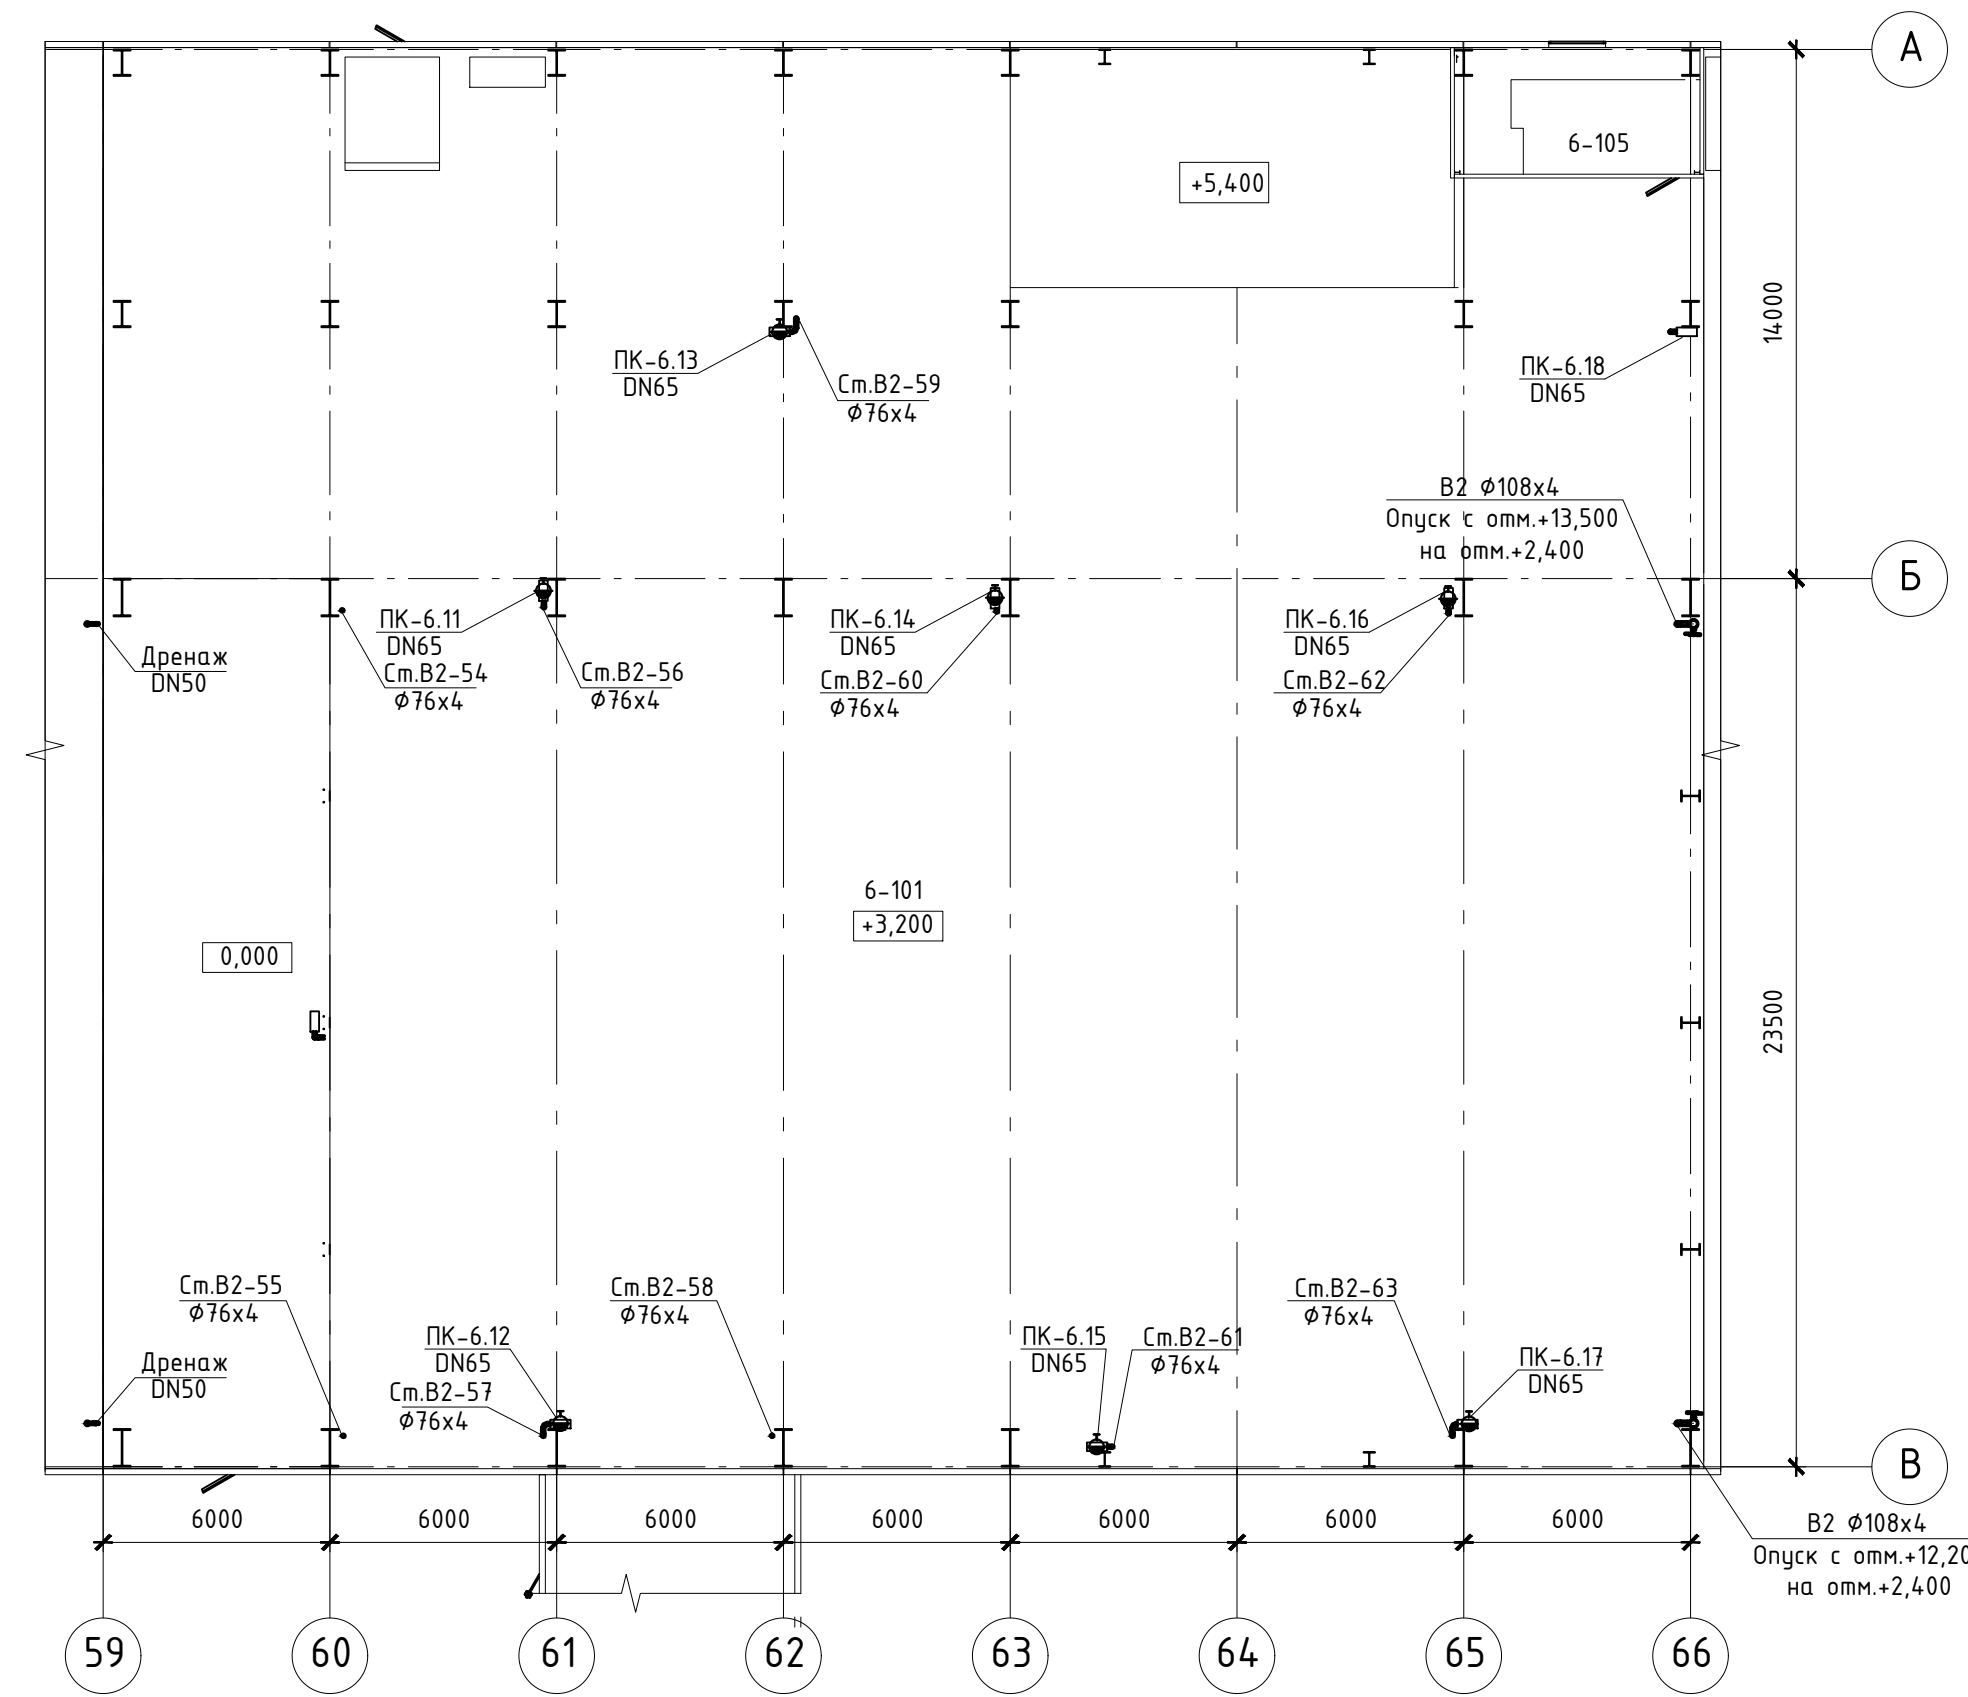 А
6-105
+5,400
14000
ПК-6.13
DN65
Ст.В2-59
Ф76х4
ПК-6.18
DN65
В2 Ф108х4
Опуск с отм.+13,500
на отм.+2,400
Б
ПК-6.11
DN65
ПК-6.14
DN65
ПК-6.16
DN65
Дренаж
DN50
Ст.В2-54
Ф76х4
Ст.В2-56
Ф76х4
Ст.В2-60
Ф76х4
Ст.В2-62
Ф76х4
6-101
+3,200
0,000
23500
Ст.В2-55
Ф76х4
Ст.В2-58
Ф76х4
Ст.В2-63
Ф76х4
ПК-6.12
DN65
ПК-6.15
DN65
Ст.В2-61
Ф76х4
Дренаж
DN50
ПК-6.17
DN65
Ст.В2-57
Ф76х4
В
6000
6000
6000
6000
6000
6000
6000
В2 Ф108х4
Опуск с отм.+12,20
на отм.+2,400
59
60
61
62
63
64
65
66